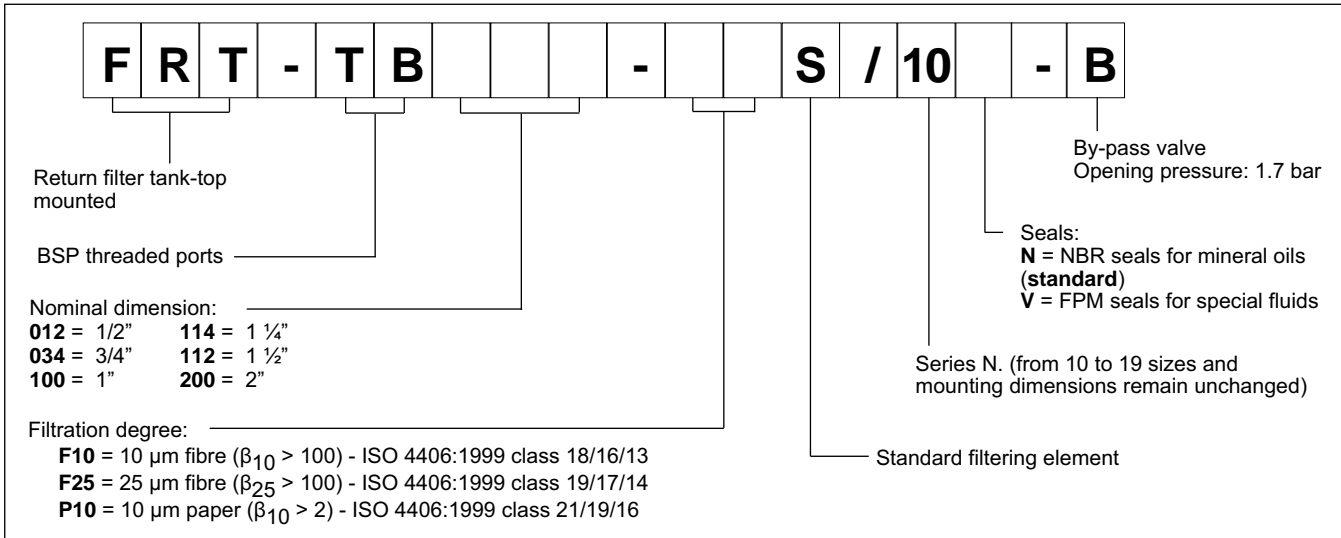 F R T - T B - S / 10 - B
By-pass valve
Opening pressure: 1.7 bar
Return filter tank-top
mounted
Seals:
N = NBR seals for mineral oils
(standard)
V = FPM seals for special fluids
BSP threaded ports
Nominal dimension:
012 = 1/2” 114 = 1 ¼”
034 = 3/4” 112 = 1 ½”
100 = 1” 200 = 2”
Series N. (from 10 to 19 sizes and
mounting dimensions remain unchanged)
Filtration degree:
F10 = 10 µm fibre (β10 > 100) - ISO 4406:1999 class 18/16/13
F25 = 25 µm fibre (β25 > 100) - ISO 4406:1999 class 19/17/14
P10 = 10 µm paper (β10 > 2) - ISO 4406:1999 class 21/19/16
Standard filtering element